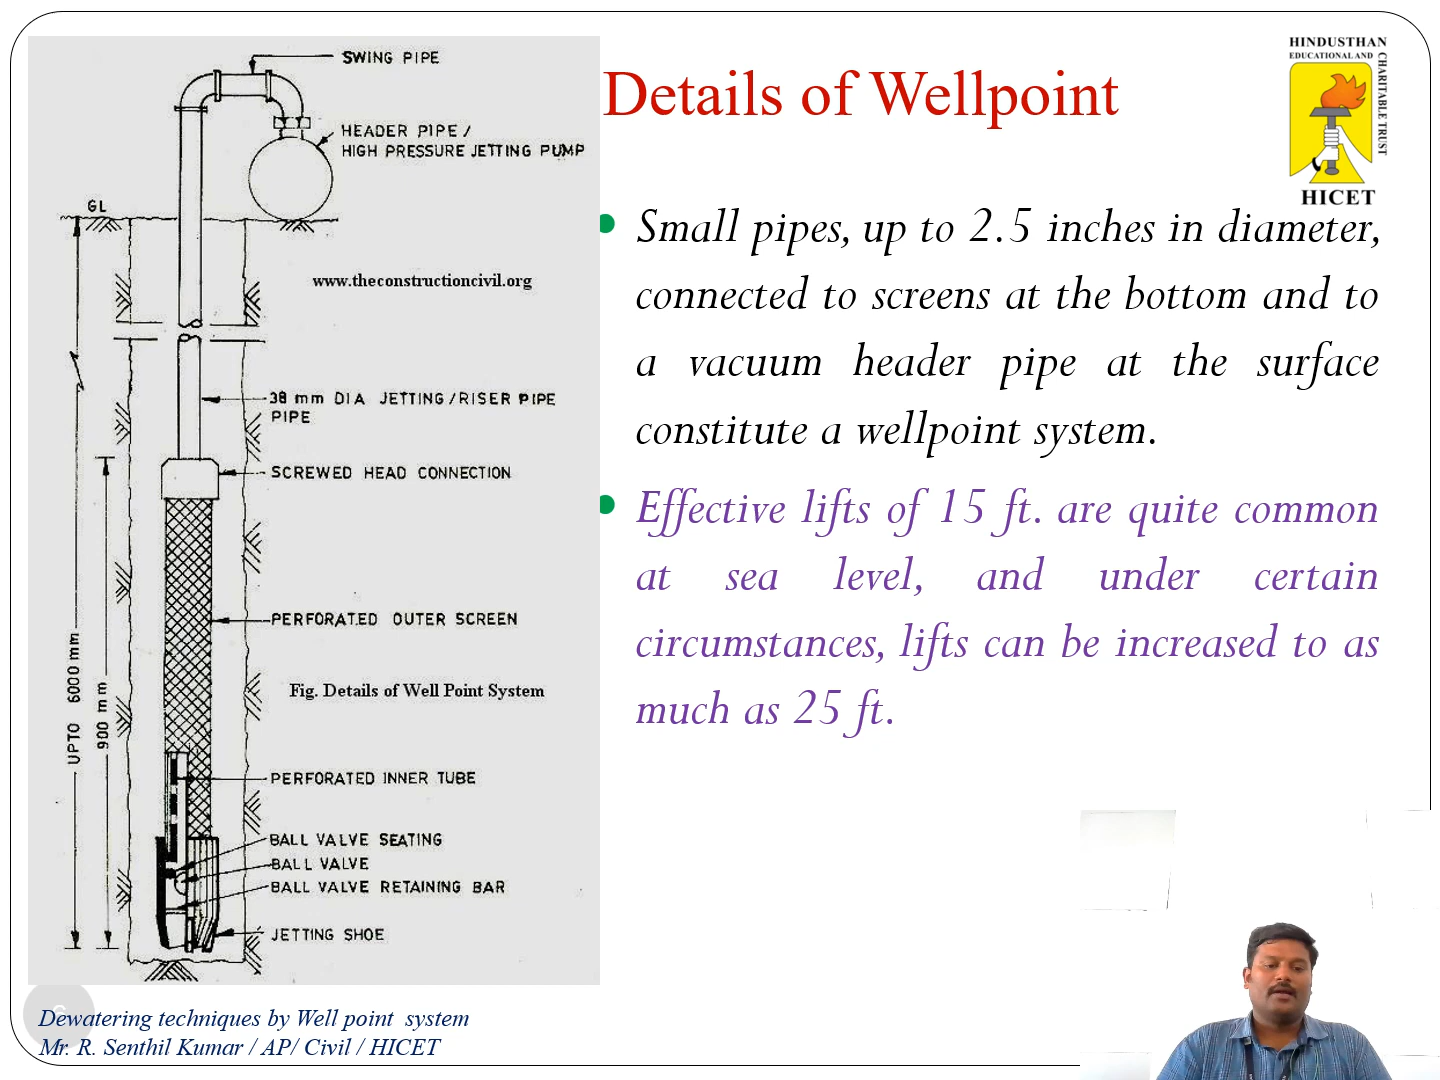 SWING PIPE
HEADER PIPE /
HIGH PRESSURE JETTING PUMP
GL
www.theconstructioncivil.org
38 mm DIA JETTING / RISER PIPE
PIPE
SCREWED HEAD CONNECTION
PERFORATED OUTER SCREEN
UPTO 6000 mm
900 mm
Fig. Details of Well Point System
PERFORATED INNER TUBE
BALL VALVE SEATING
BALL VALVE
BALL VALVE RETAINING BAR
JETTING SHOE
Details of Wellpoint
HINDUSTHAN
EDUCATIONAL AND
CHARITABLE TRUST
HICET
• Small pipes, up to 2.5 inches in diameter,
connected to screens at the bottom and to
a vacuum header pipe at the surface
constitute a wellpoint system.
• Effective lifts of 15 ft. are quite common
at sea level, and under certain
circumstances, lifts can be increased to as
much as 25 ft.
6
Dewatering techniques by Well point system
Mr. R. Senthil Kumar / AP/ Civil / HICET